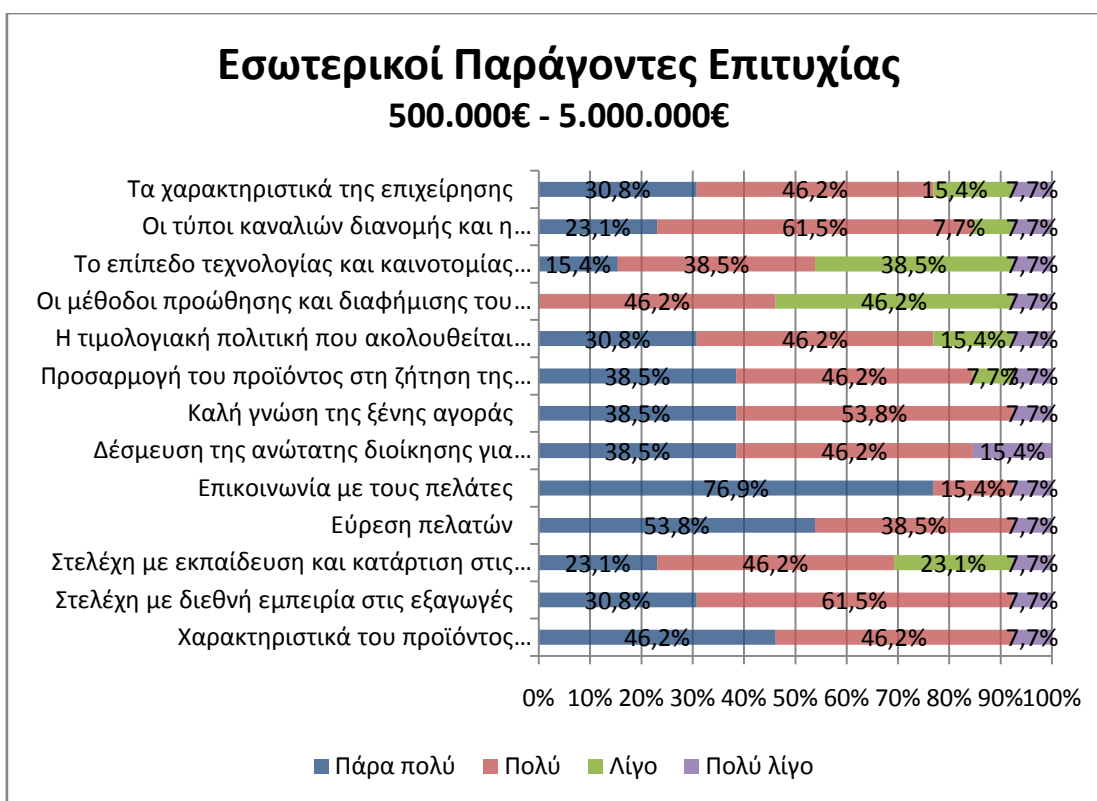 Εσωτερικοί Παράγοντες Επιτυχίας
500.000€ - 5.000.000€
Τα χαρακτηριστικά της επιχείρησης 30,8% 46,2% 15,4% 7,7%
Οι τύποι καναλιών διανομής και η... 23,1% 61,5% 7,7% 7,7%
Το επίπεδο τεχνολογίας και καινοτομίας... 15,4% 38,5% 38,5% 7,7%
Οι μέθοδοι προώθησης και διαφήμισης του... 46,2% 46,2% 7,7%
Η τιμολογιακή πολιτική που ακολουθείται... 30,8% 46,2% 15,4% 7,7%
Προσαρμογή του προϊόντος στη ζήτηση της... 38,5% 46,2% 7,7% 7,7%
Καλή γνώση της ξένης αγοράς 38,5% 53,8% 7,7%
Δέσμευση της ανώτατης διοίκησης για... 38,5% 46,2% 15,4%
Επικοινωνία με τους πελάτες 76,9% 15,4% 7,7%
Εύρεση πελατών 53,8% 38,5% 7,7%
Στελέχη με εκπαίδευση και κατάρτιση στις... 23,1% 46,2% 23,1% 7,7%
Στελέχη με διεθνή εμπειρία στις εξαγωγές 30,8% 61,5% 7,7%
Χαρακτηριστικά του προϊόντος... 46,2% 46,2% 7,7%
0% 10% 20% 30% 40% 50% 60% 70% 80% 90% 100%
Πάρα πολύ Πολύ Λίγο Πολύ λίγο